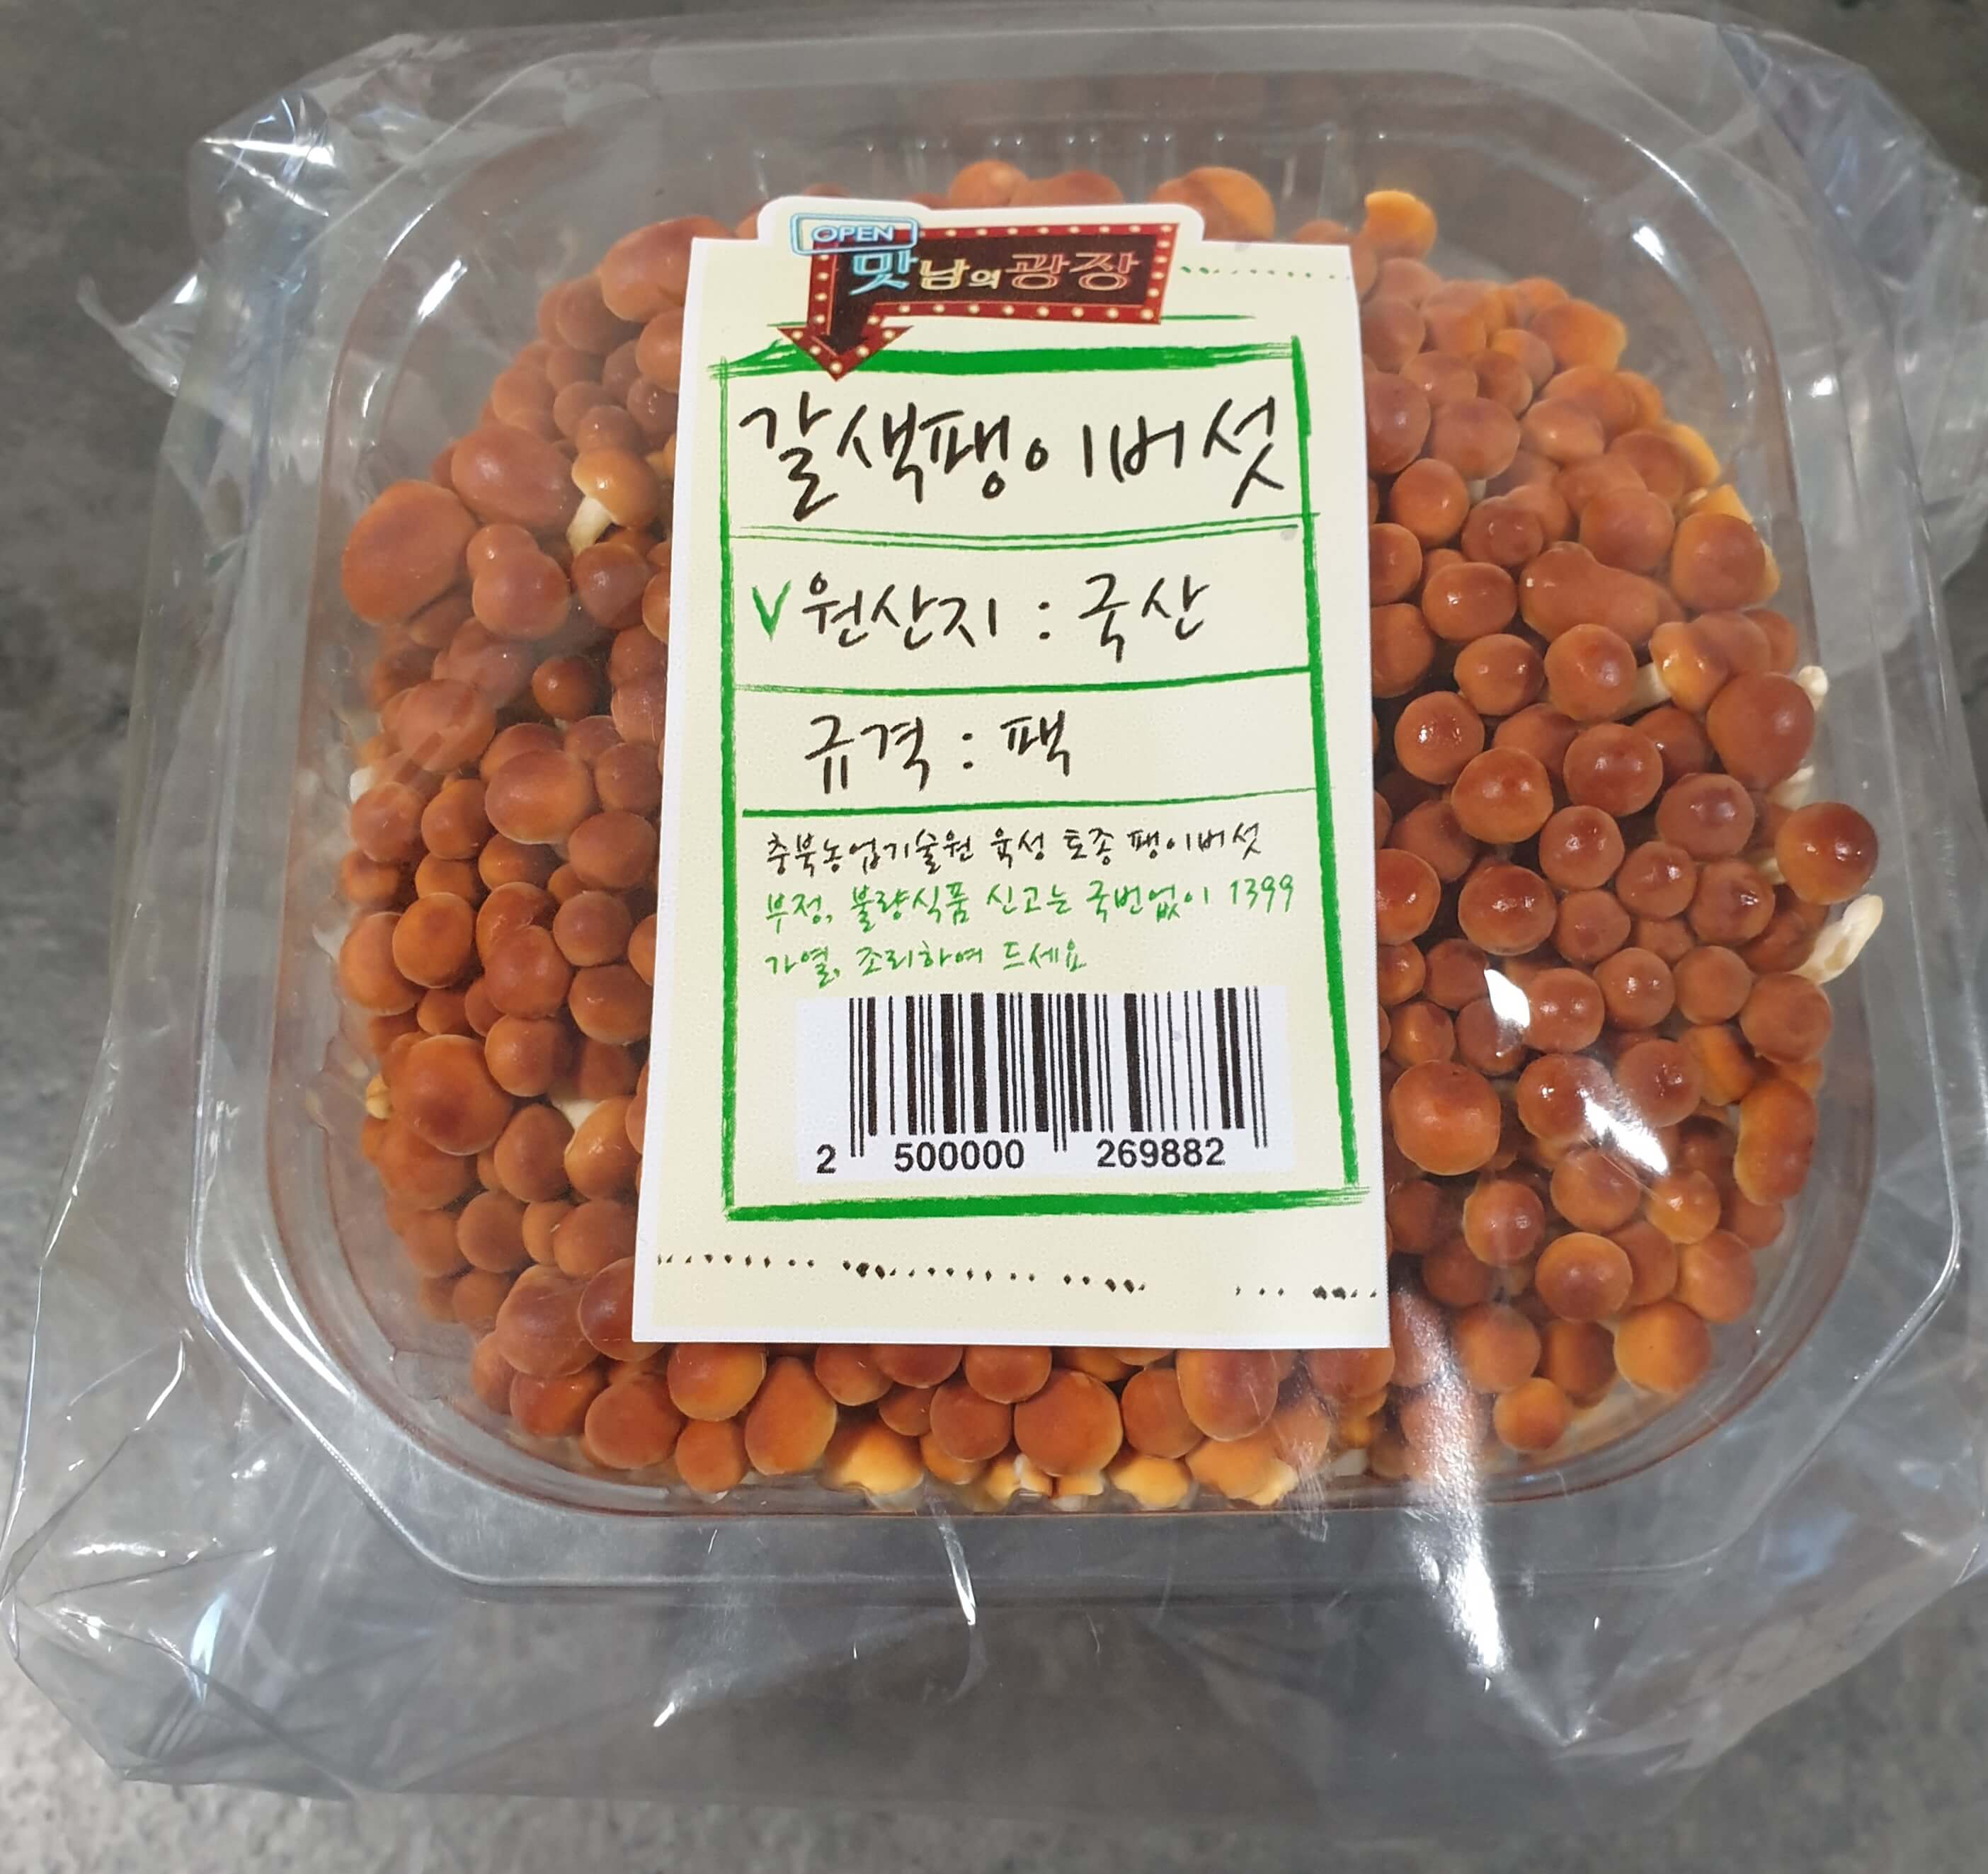 OPEN
맛남의 광장
갈색팽이버섯
V 원산지 : 국산
규격 : 팩
충북농업기술원 육성 토종 팽이버섯
부정, 불량식품 신고는 국번없이 1399
가열, 조리하여 드세요
2 500000 269882